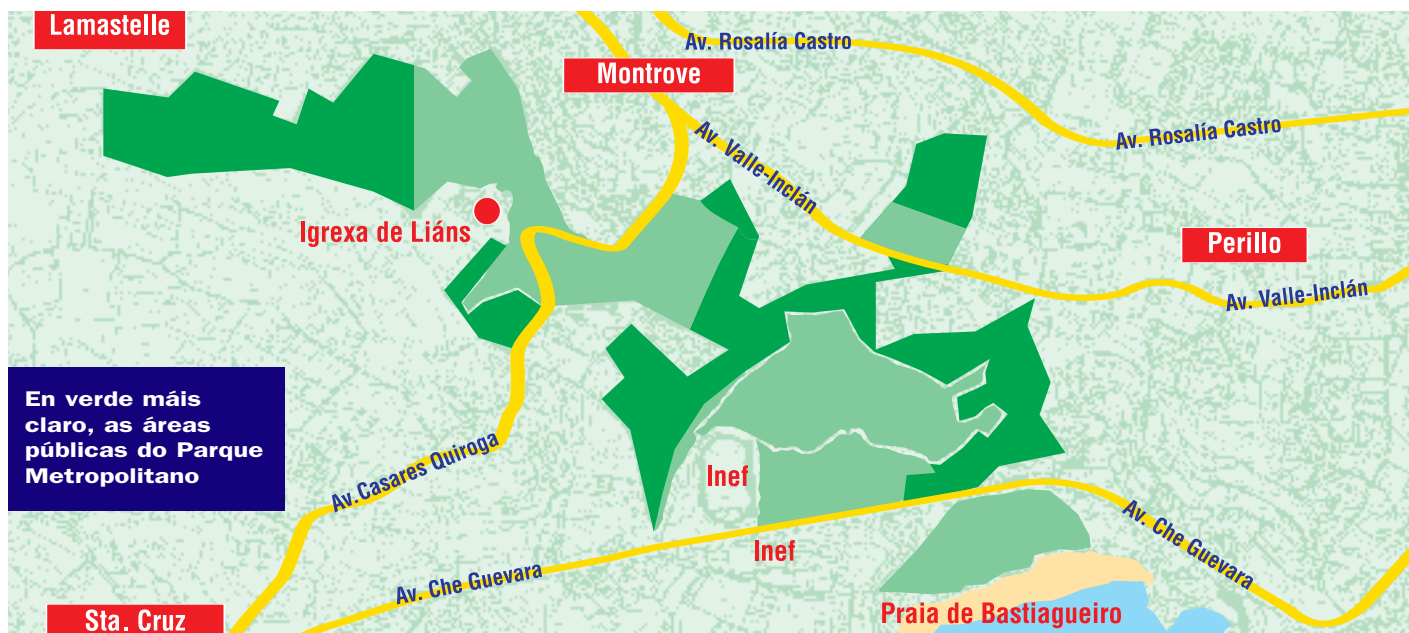 Lamastelle
Av. Rosalía Castro
Montrove
Av. Rosalía Castro
Av. Valle-Inclán
Igrexa de Liáns
Perillo
Av. Valle-Inclán
En verde máis
claro, as áreas
públicas do Parque
Metropolitano
Av.Casares Quiroga
Inef
Inef
Av. Che Guevara
Av. Che Guevara
Sta. Cruz
Praia de Bastiagueiro